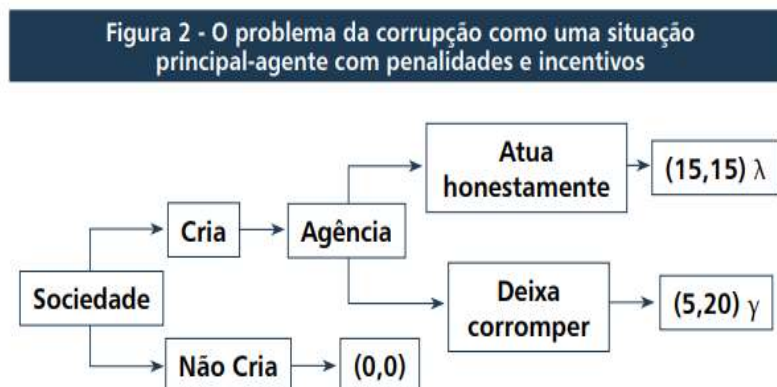 Figura 2 - O problema da corrupção como uma situação
principal-agente com penalidades e incentivos
Atua
honestamente
(15,15) λ
Cria
Agência
Sociedade
Deixa
corromper
(5,20) γ
Não Cria
(0,0)